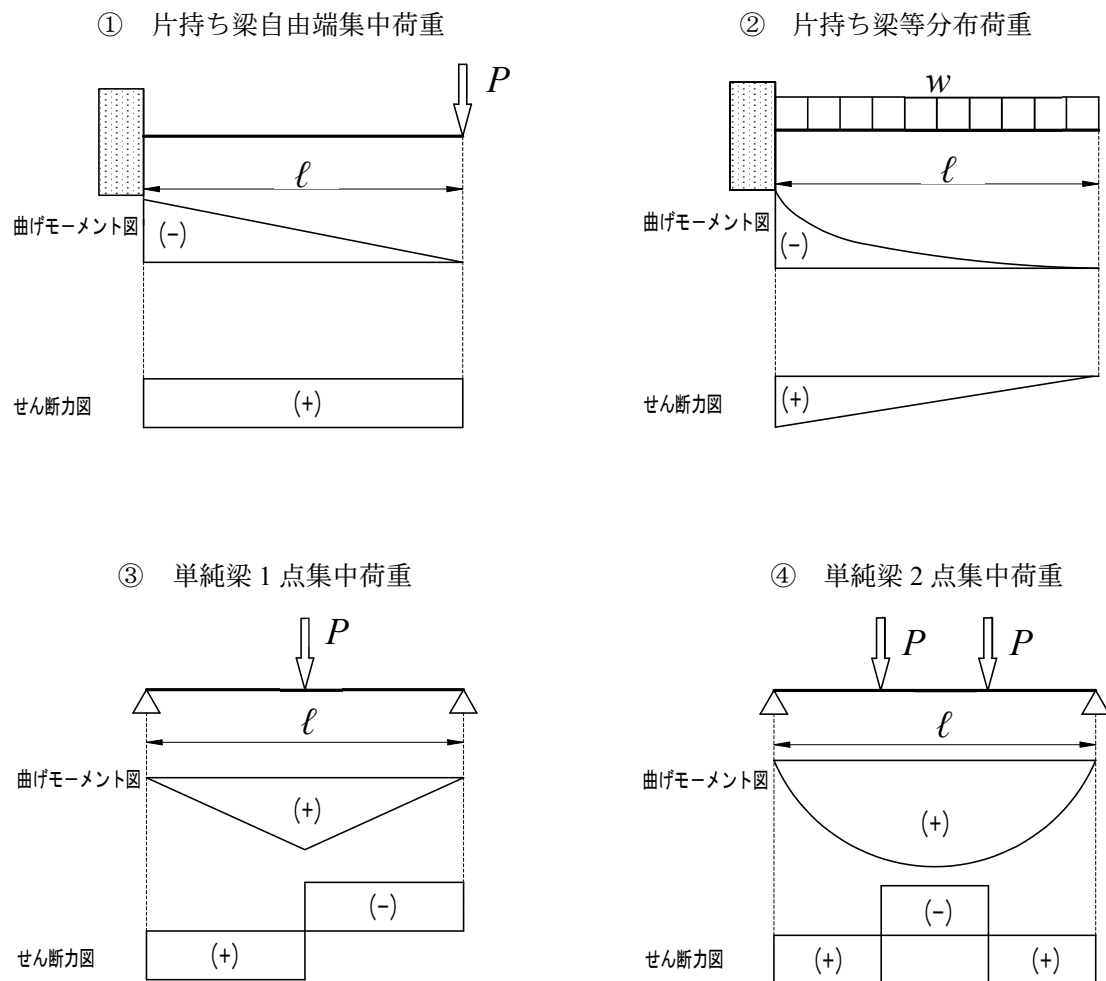 ① 片持ち梁自由端集中荷重
P
ℓ
曲げモーメント図
(-)
せん断力図
(+)
② 片持ち梁等分布荷重
w
ℓ
曲げモーメント図
(-)
せん断力図
(+)
③ 単純梁 1 点集中荷重
P
ℓ
曲げモーメント図
(+)
(-)
せん断力図
(+)
④ 単純梁 2 点集中荷重
P P
ℓ
曲げモーメント図
(+)
(-)
せん断力図
(+) (+)